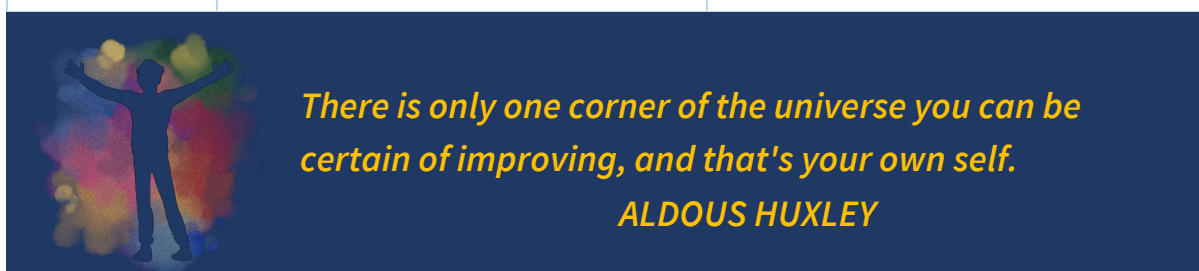 There is only one corner of the universe you can be
certain of improving, and that's your own self.
ALDOUS HUXLEY